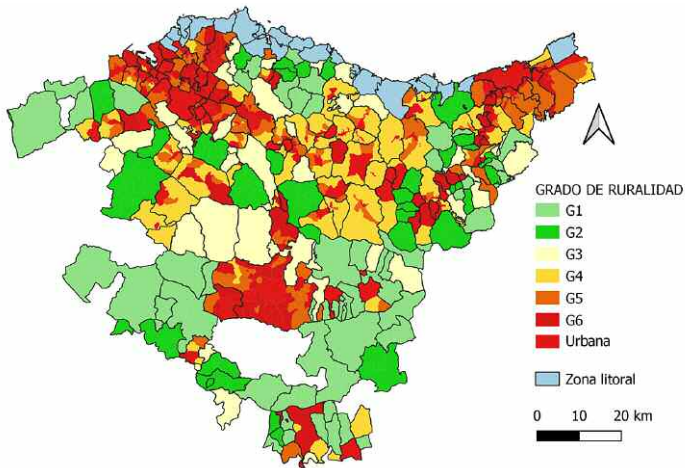 GRADO DE RURALIDAD
G1
G2
G3
G4
G5
G6
Urbana
Zona litoral
0 10 20 km